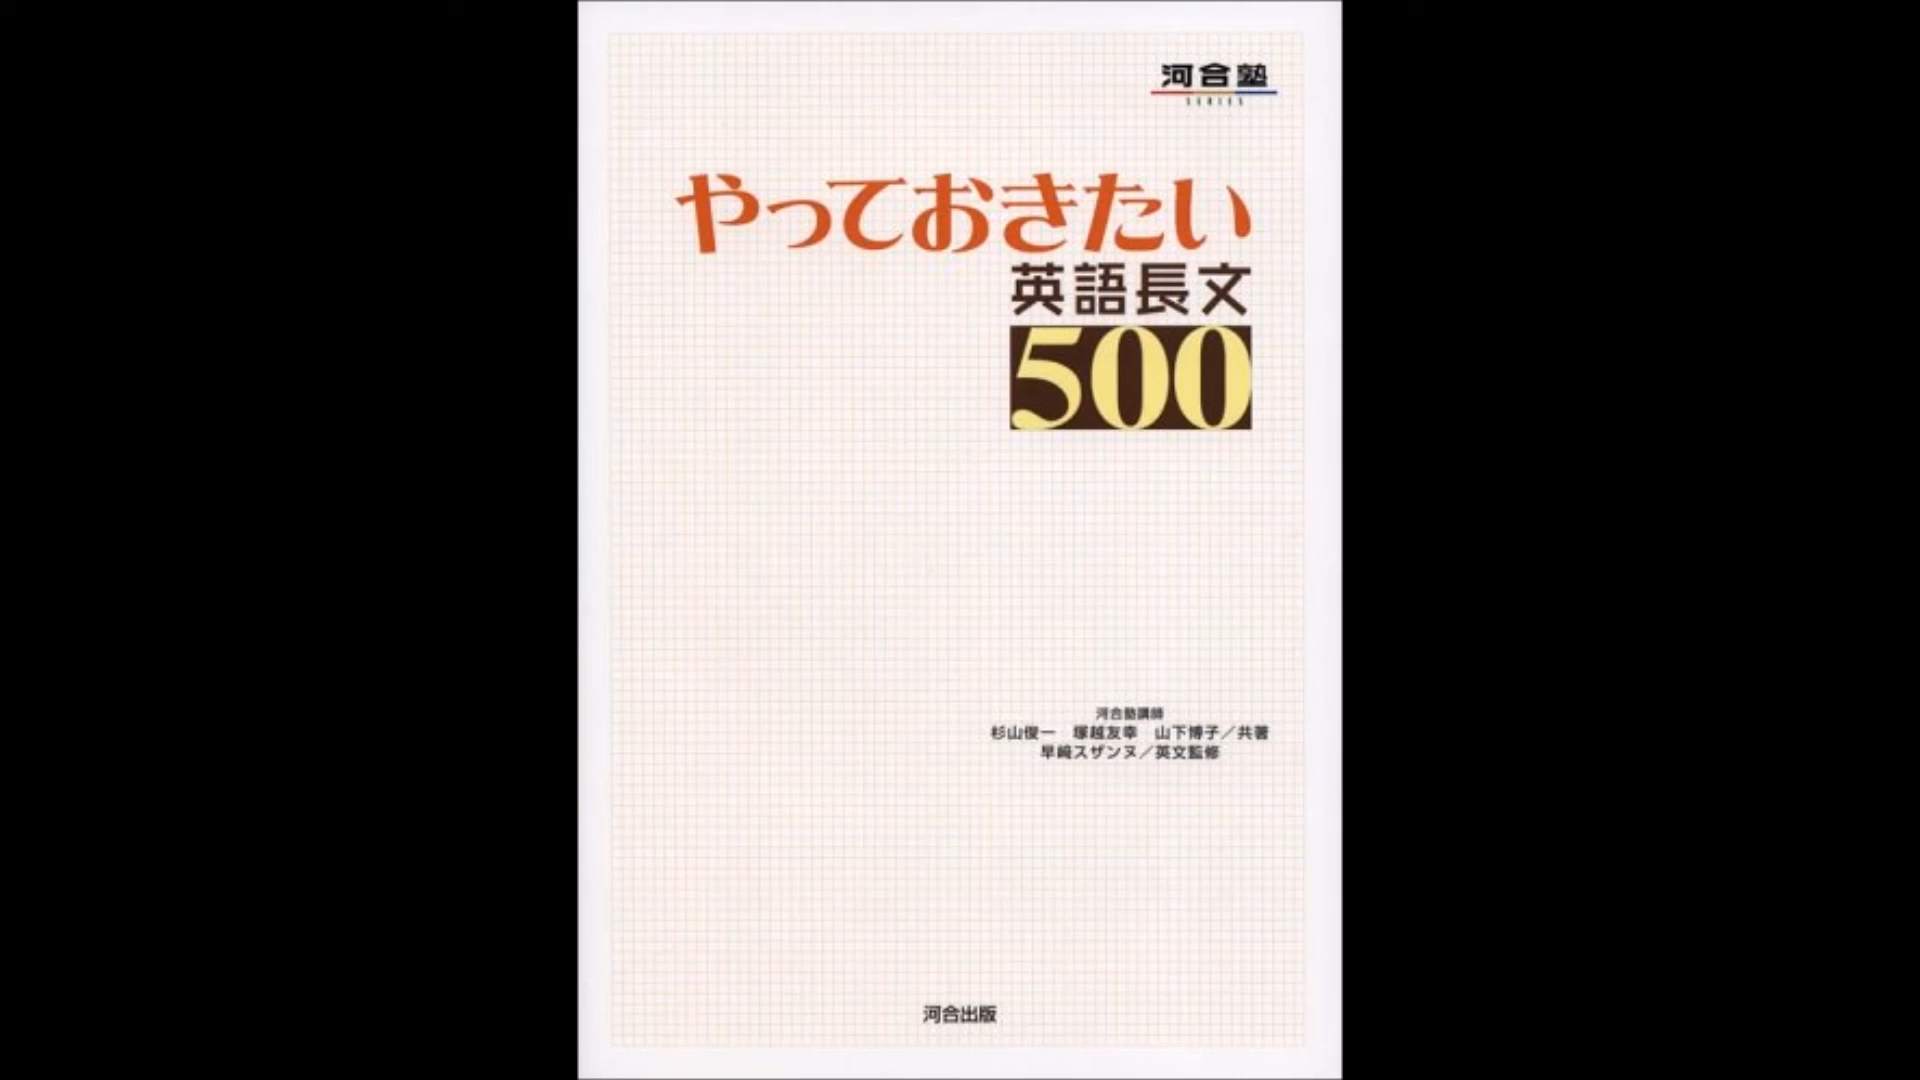 河合塾
SERIES
やっておきたい
英語長文
500
河合塾講師
杉山俊一 塚越友幸 山下博子／共著
早﨑スザンヌ／英文監修
河合出版